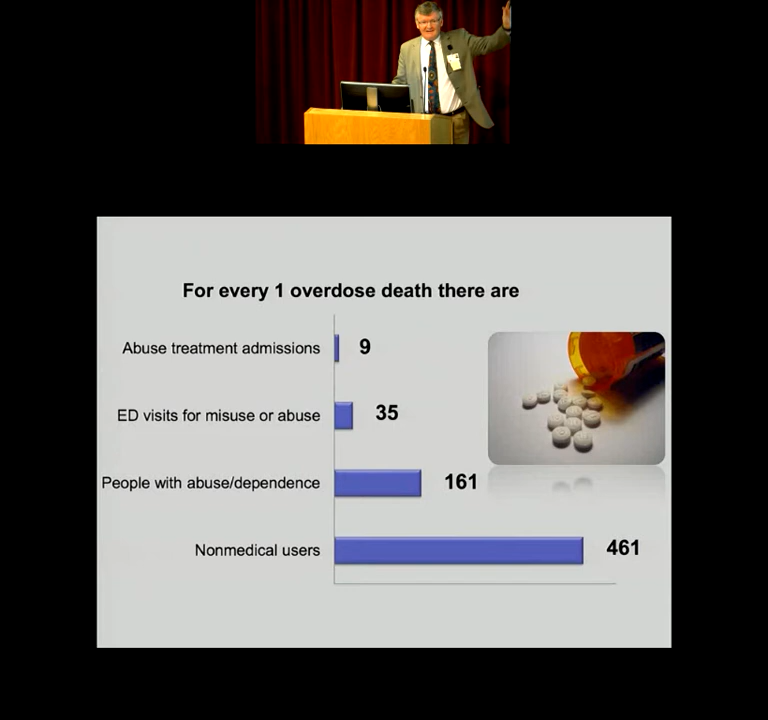 For every 1 overdose death there are
Abuse treatment admissions 9
ED visits for misuse or abuse 35
People with abuse/dependence 161
Nonmedical users 461